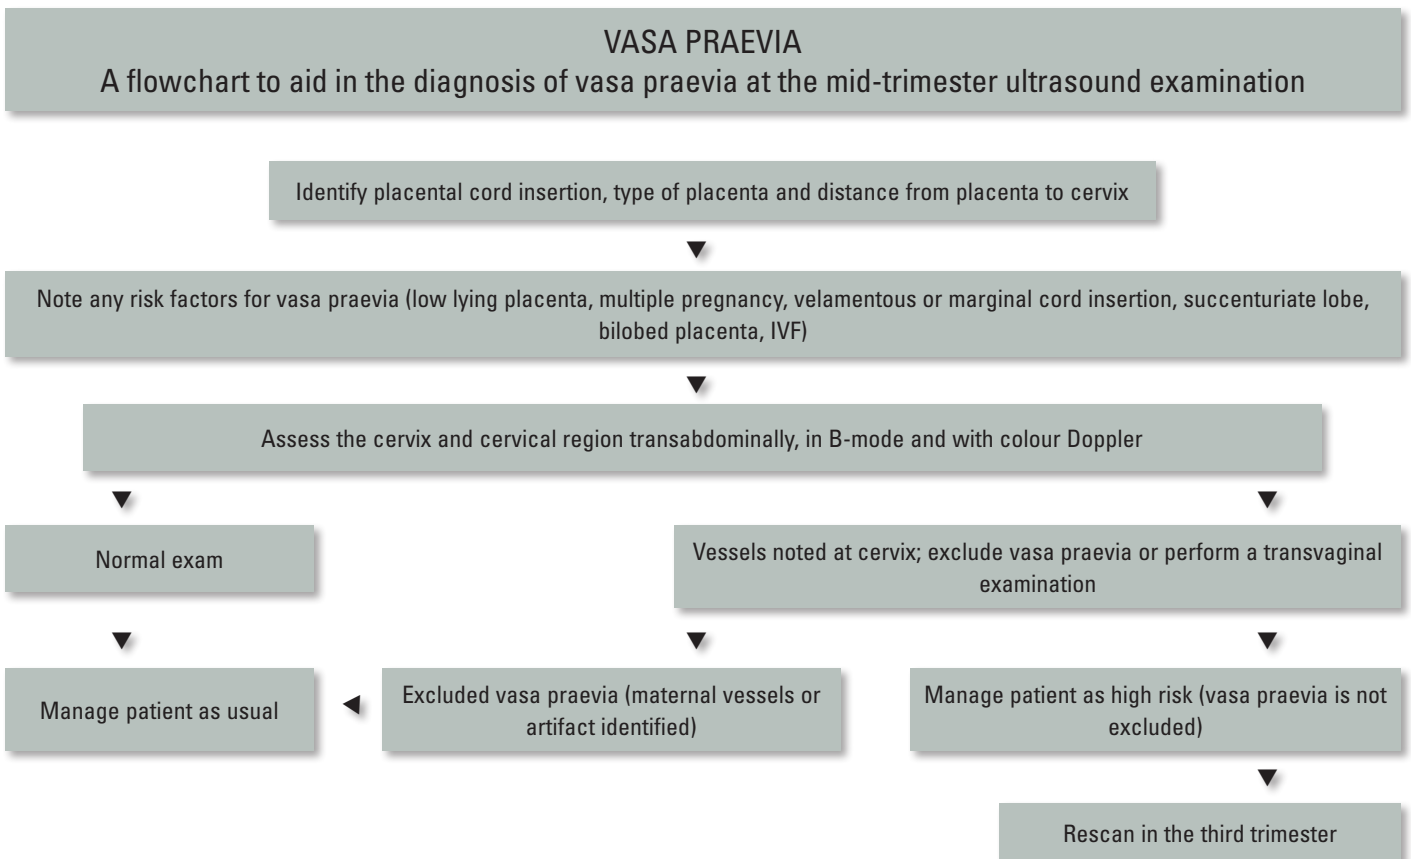 VASA PRAEVIA
A flowchart to aid in the diagnosis of vasa praevia at the mid-trimester ultrasound examination
Identify placental cord insertion, type of placenta and distance from placenta to cervix
Note any risk factors for vasa praevia (low lying placenta, multiple pregnancy, velamentous or marginal cord insertion, succenturiate lobe,
bilobed placenta, IVF)
Assess the cervix and cervical region transabdominally, in B-mode and with colour Doppler
Normal exam
Vessels noted at cervix; exclude vasa praevia or perform a transvaginal
examination
Manage patient as usual
Excluded vasa praevia (maternal vessels or
artifact identified)
Manage patient as high risk (vasa praevia is not
excluded)
Rescan in the third trimester